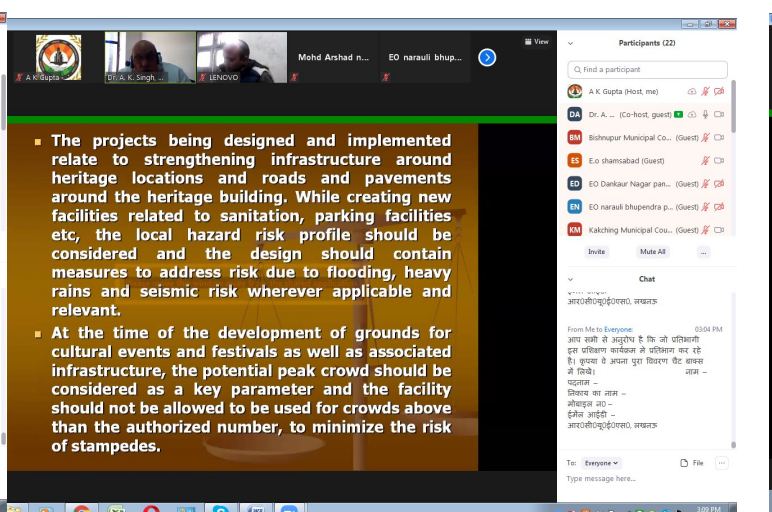 View
A K Gupta
Dr. A. K. Singh, ...
LENOVO
Mohd Arshad n...
EO narauli bhup...
▪ The projects being designed and implemented
relate to strengthening infrastructure around
heritage locations and roads and pavements
around the heritage building. While creating new
facilities related to sanitation, parking facilities
etc, the local hazard risk profile should be
considered and the design should contain
measures to address risk due to flooding, heavy
rains and seismic risk wherever applicable and
relevant.
▪ At the time of the development of grounds for
cultural events and festivals as well as associated
infrastructure, the potential peak crowd should be
considered as a key parameter and the facility
should not be allowed to be used for crowds above
than the authorized number, to minimize the risk
of stampedes.
Participants (22)
Find a participant
A K Gupta (Host, me)
DA Dr. A. ... (Co-host, guest)
BM Bishnupur Municipal Co... (Guest)
ES E.o shamsabad (Guest)
ED EO Dankaur Nagar pan... (Guest)
EN EO narauli bhupendra p... (Guest)
KM Kakching Municipal Cou... (Guest)
Invite Mute All ...
Chat
आर0सी0यू0ई0एस0, लखनऊ
From Me to Everyone: 03:04 PM
आप सभी से अनुरोध है कि जो प्रतिभागी
इस प्रशिक्षण कार्यक्रम मे प्रतिभाग कर रहे
है। कृपया वे अपना पूरा विवरण चैट बाक्स
में लिखें। नाम –
पदनाम –
निकाय का नाम –
मोबाइल न0 –
ईमेल आईडी –
आर0सी0यू0ई0एस0, लखनऊ
To: Everyone File ...
Type message here...
3:09 PM